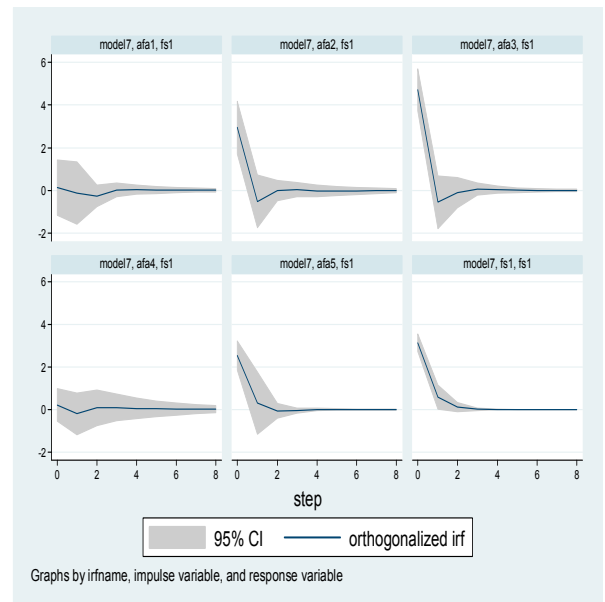 model7, afa1, fs1
model7, afa2, fs1
model7, afa3, fs1
6
4
2
0
-2
model7, afa4, fs1
model7, afa5, fs1
model7, fs1, fs1
6
4
2
0
-2
0 2 4 6 8
0 2 4 6 8
0 2 4 6 8
step
95% CI
orthogonalized irf
Graphs by irfname, impulse variable, and response variable